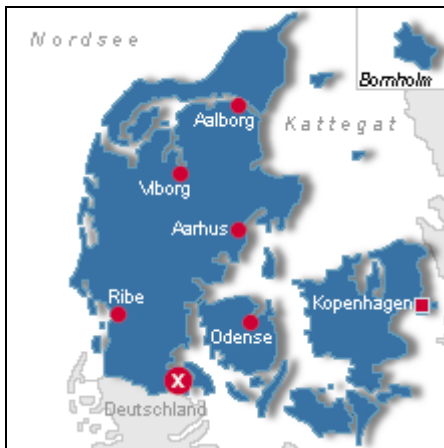 Nordsee
Bornholm
Aalborg
Kattegat
Viborg
Aarhus
Ribe
Kopenhagen
Odense
X
Deutschland